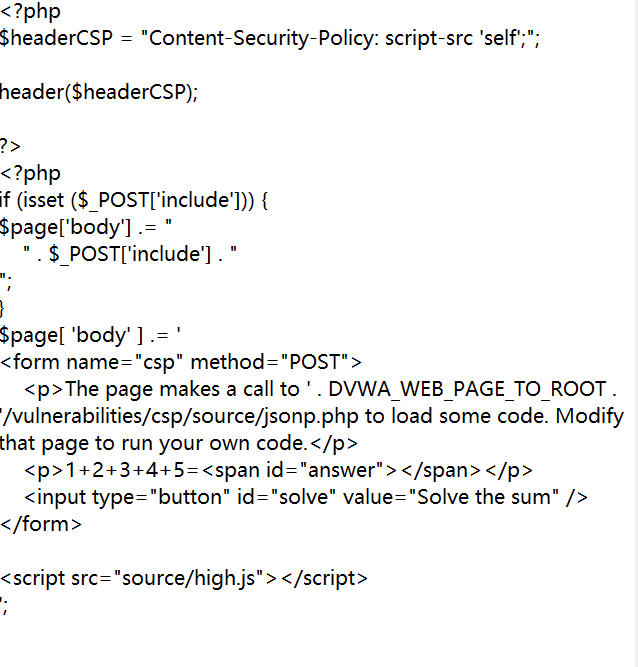 <?php
$headerCSP = "Content-Security-Policy: script-src 'self';";
header($headerCSP);
?>
<?php
if (isset ($_POST['include'])) {
$page['body'] .= "
" . $_POST['include'] . "
";
}
$page[ 'body' ] .= '
<form name="csp" method="POST">
<p>The page makes a call to ' . DVWA_WEB_PAGE_TO_ROOT .
'/vulnerabilities/csp/source/jsonp.php to load some code. Modify
that page to run your own code.</p>
<p>1+2+3+4+5=<span id="answer"></span></p>
<input type="button" id="solve" value="Solve the sum" />
</form>
<script src="source/high.js"></script>
';